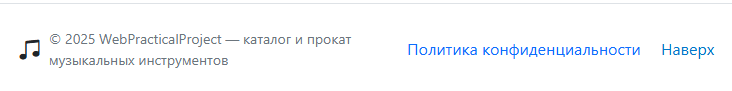 © 2025 WebPracticalProject — каталог и прокат
музыкальных инструментов
Политика конфиденциальности
Наверх